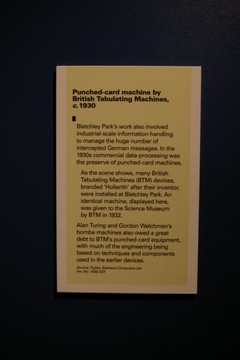 Punched-card machine by
British Tabulating Machines,
c.1930
Bletchley Park's work also involved
industrial-scale information-handling
to manage the huge number of
intercepted German messages. In the
1930s commercial data-processing was
the preserve of punched-card machines.
As the scene shows, many British
Tabulating Machines (BTM) devices,
branded 'Hollerith' after their inventor,
were installed at Bletchley Park. An
identical machine, displayed here,
was given to the Science Museum
by BTM in 1932.
Alan Turing and Gordon Welchman's
bombe machines also owed a great
debt to BTM's punched-card equipment,
with much of the engineering being
based on techniques and components
used in the earlier devices.
Source:
Inv. No: